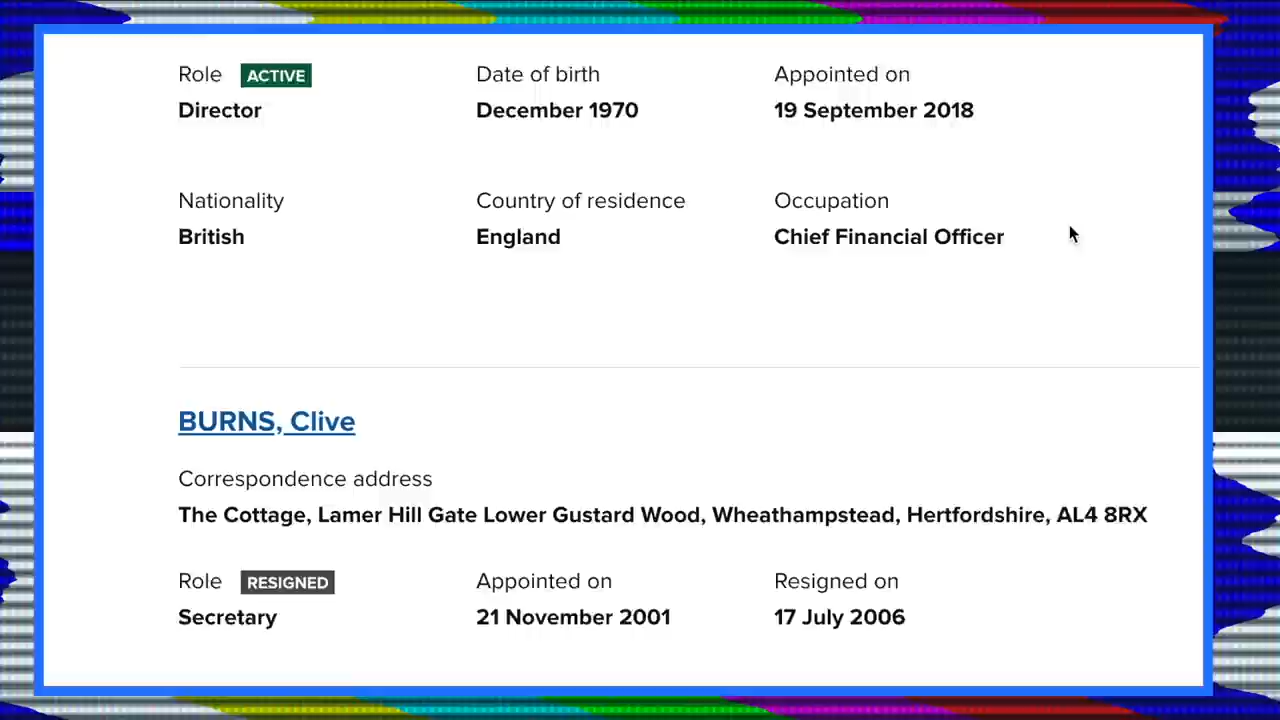 Role ACTIVE Date of birth Appointed on
Director December 1970 19 September 2018
Nationality Country of residence Occupation
British England Chief Financial Officer
BURNS, Clive
Correspondence address
The Cottage, Lamer Hill Gate Lower Gustard Wood, Wheathampstead, Hertfordshire, AL4 8RX
Role RESIGNED Appointed on Resigned on
Secretary 21 November 2001 17 July 2006